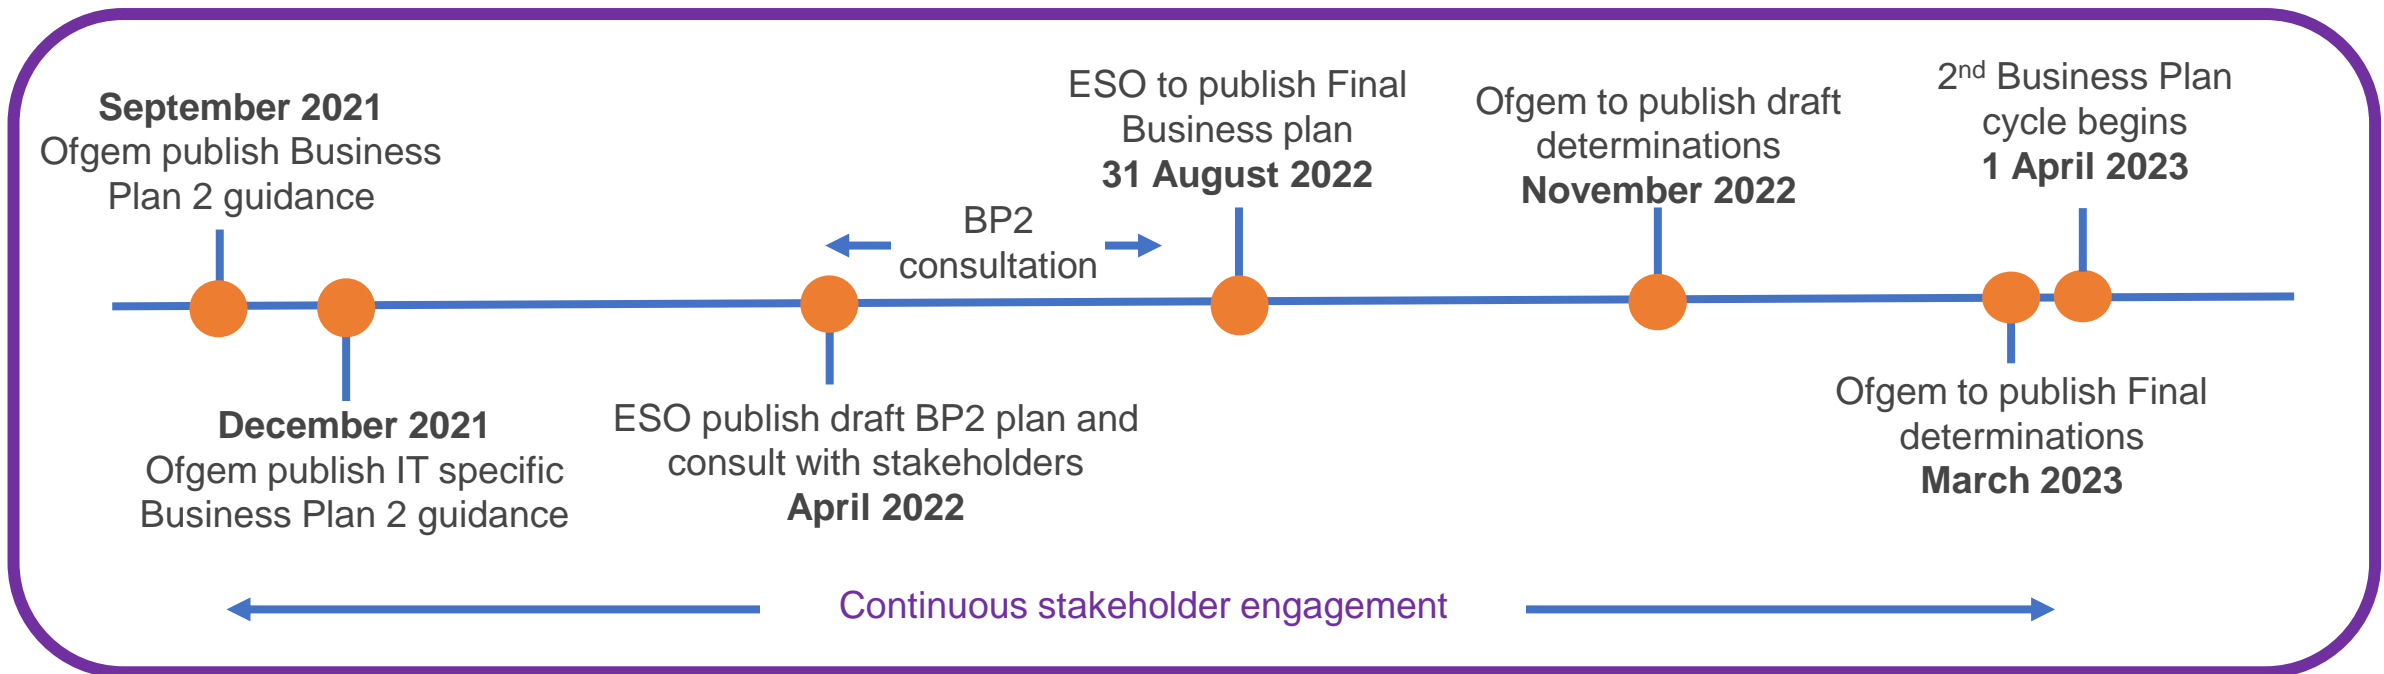 September 2021
Ofgem publish Business
Plan 2 guidance
December 2021
Ofgem publish IT specific
Business Plan 2 guidance
BP2
consultation
ESO publish draft BP2 plan and
consult with stakeholders
April 2022
ESO to publish Final
Business plan
31 August 2022
Ofgem to publish draft
determinations
November 2022
Ofgem to publish Final
determinations
March 2023
2nd Business Plan
cycle begins
1 April 2023
Continuous stakeholder engagement